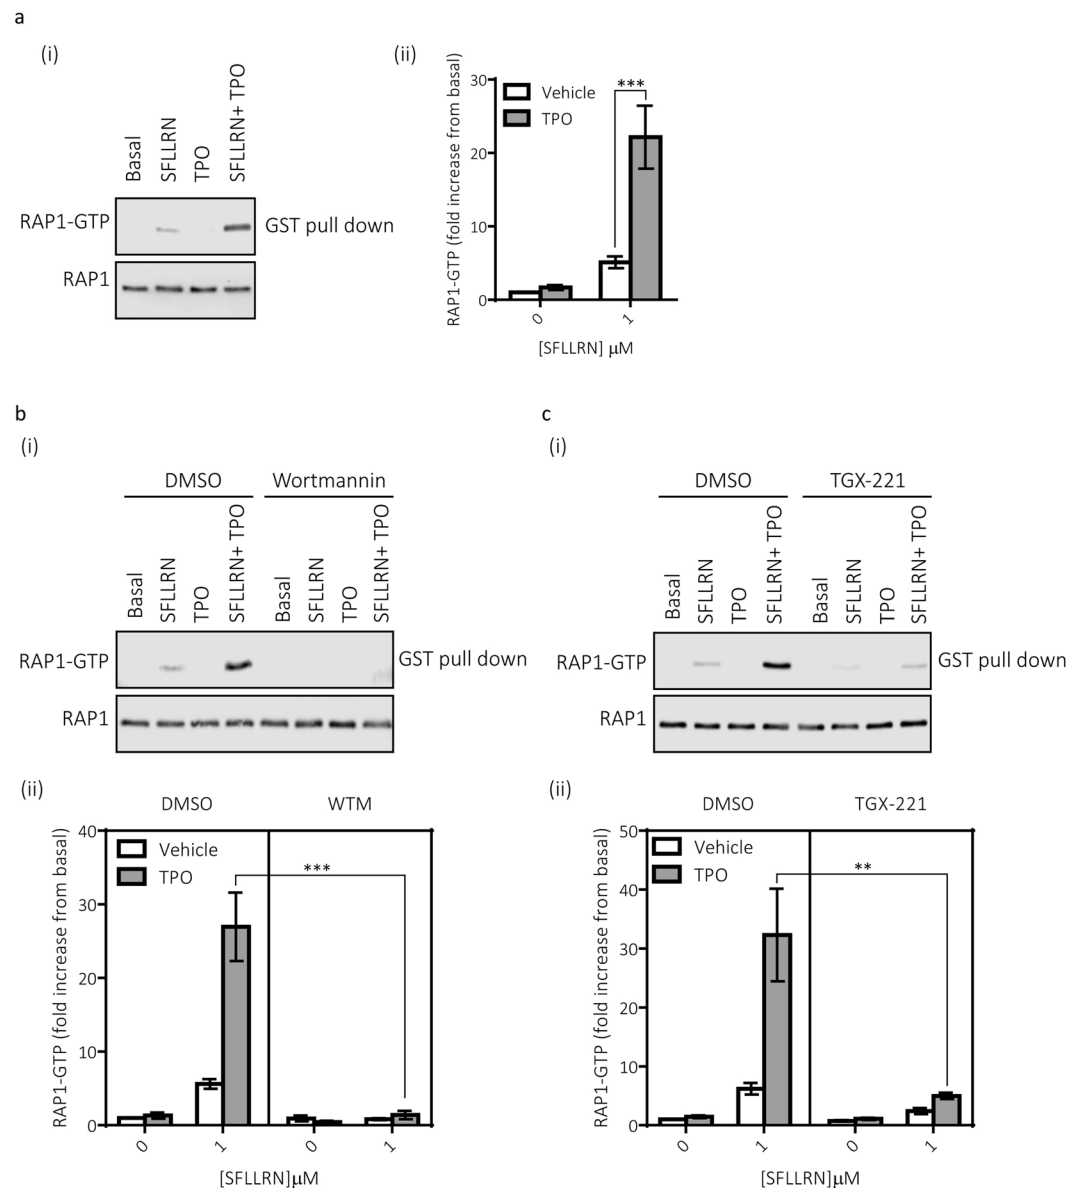 a
(i)
Basal
SFLLRN
TPO
SFLLRN+ TPO
RAP1-GTP
GST pull down
RAP1
(ii)
RAP1-GTP (fold increase from basal)
30
20
10
0
Vehicle
TPO
***
0
1
[SFLLRN] μM
b
(i)
DMSO
Wortmannin
Basal
SFLLRN
TPO
SFLLRN+ TPO
Basal
SFLLRN
TPO
SFLLRN+ TPO
RAP1-GTP
GST pull down
RAP1
(ii)
DMSO
WTM
RAP1-GTP (fold increase from basal)
40
30
20
10
0
Vehicle
TPO
***
0
1
0
1
[SFLLRN]μM
c
(i)
DMSO
TGX-221
Basal
SFLLRN
TPO
SFLLRN+ TPO
Basal
SFLLRN
TPO
SFLLRN+ TPO
RAP1-GTP
GST pull down
RAP1
(ii)
DMSO
TGX-221
RAP1-GTP (fold increase from basal)
50
40
30
20
10
0
Vehicle
TPO
**
0
1
0
1
[SFLLRN]μM